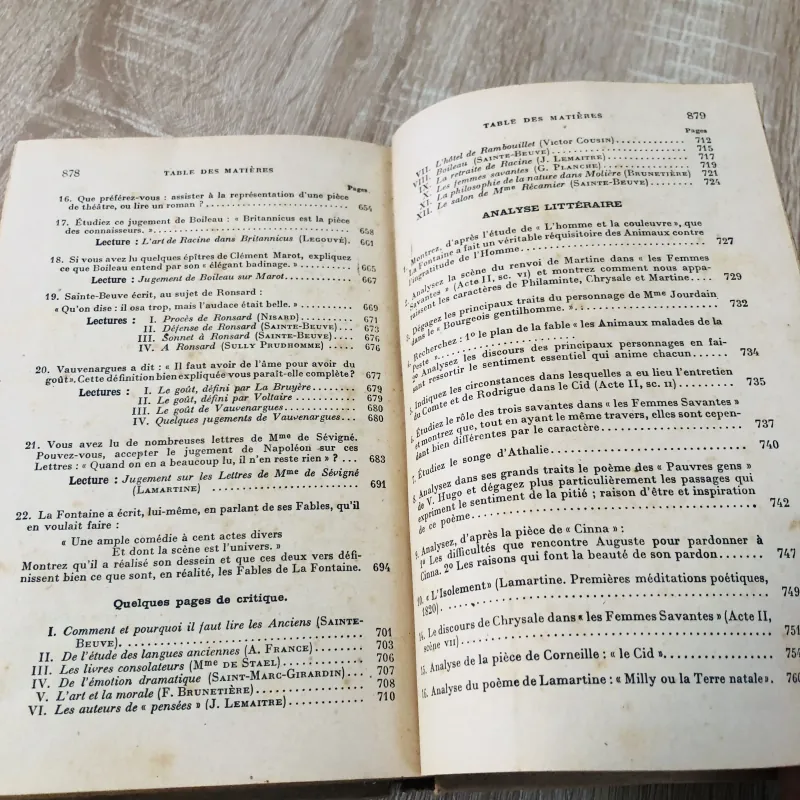 878 TABLE DES MATIÈRES
Pages
16. Que préférez-vous : assister à la représentation d'une pièce
de théâtre, ou lire un roman ? 654
17. Étudiez ce jugement de Boileau : « Britannicus est la pièce
des connaisseurs. » 658
Lecture : L'art de Racine dans Britannicus (LEGOUVÉ). 661
18. Si vous avez lu quelques épîtres de Clément Marot, expliquez
ce que Boileau entend par son « élégant badinage. » 665
Lecture : Jugement de Boileau sur Marot 667
19. Sainte-Beuve écrit, au sujet de Ronsard :
« Qu'on dise : il osa trop, mais l'audace était belle. » 669
Lectures : I. Procès de Ronsard (NISARD) 671
II. Défense de Ronsard (SAINTE-BEUVE) 673
III. Sonnet à Ronsard (SAINTE-BEUVE) 676
IV. A Ronsard (SULLY PRUDHOMME) 676
20. Vauvenargues a dit : « Il faut avoir de l'âme pour avoir du
goût ». Cette définition bien expliquée vous paraît-elle complète ? 677
Lectures : I. Le goût, défini par La Bruyère 679
II. Le goût, défini par Voltaire 679
III. Le goût de Vauvenargues 680
IV. Quelques jugements de Vauvenargues 680
21. Vous avez lu de nombreuses lettres de Mme de Sévigné.
Pouvez-vous, accepter le jugement de Napoléon sur ces
Lettres : « Quand on en a beaucoup lu, il n'en reste rien » ? 683
Lecture : Jugement sur les Lettres de Mme de Sévigné
(LAMARTINE) 691
22. La Fontaine a écrit, lui-même, en parlant de ses Fables, qu'il
en voulait faire :
« Une ample comédie à cent actes divers
Et dont la scène est l'univers. »
Montrez qu'il a réalisé son dessein et que ces deux vers défi-
nissent bien ce que sont, en réalité, les Fables de La Fontaine. 694
Quelques pages de critique.
I. Comment et pourquoi il faut lire les Anciens (SAINTE-
BEUVE) 701
II. De l'étude des langues anciennes (A. FRANCE) 703
III. Les livres consolateurs (Mme DE STAEL) 706
IV. De l'émotion dramatique (SAINT-MARC-GIRARDIN) 707
V. L'art et la morale (F. BRUNETIÈRE) 708
VI. Les auteurs de « pensées » (J. LEMAITRE) 710
TABLE DES MATIÈRES 879
Pages
VII. L'hôtel de Rambouillet (VICTOR COUSIN) 712
VIII. Boileau (SAINTE-BEUVE) 715
IX. La retraite de Racine (J. LEMAITRE) 717
X. Les femmes savantes (G. PLANCHE) 719
XI. La philosophie de la nature dans Molière (BRUNETIÈRE) 721
XII. Le salon de Mme Récamier (SAINTE-BEUVE) 724
ANALYSE LITTÉRAIRE
Montrez, d'après l'étude de « L'homme et la couleuvre », que
La Fontaine a fait un véritable réquisitoire des Animaux contre
l'ingratitude de l'Homme 727
Analysez la scène du renvoi de Martine dans « les Femmes
Savantes » (Acte II, sc. VI) et montrez comment nous appa-
raissent les caractères de Philaminte, Chrysale et Martine 729
Dégagez les principaux traits du personnage de Mme Jourdain
dans le « Bourgeois gentilhomme. » 732
Recherchez : 1º le plan de la fable « les Animaux malades de la
Peste »
2º Analysez les discours des principaux personnages en fai-
sant ressortir le sentiment essentiel qui anime chacun 734
5. Indiquez les circonstances dans lesquelles a eu lieu l'entretien
du Comte et de Rodrigue dans le Cid (Acte II, sc. II) 735
6. Étudiez le rôle des trois savantes dans « les Femmes Savantes »
et montrez que, tout en ayant le même travers, elles sont cepen-
dant bien différentes par le caractère 737
7. Étudiez le songe d'Athalie 740
8. Analysez dans ses grands traits le poème des « Pauvres gens »
de V. Hugo et dégagez plus particulièrement les passages qui
expriment le sentiment de la pitié ; raison d'être et inspiration
de ce poème 742
9. Analysez, d'après la pièce de « Cinna » :
1º Les difficultés que rencontre Auguste pour pardonner à
Cinna. 2º Les raisons qui font la beauté de son pardon 747
10. « L'Isolement » (Lamartine. Premières méditations poétiques,
1820) 749
14. Le discours de Chrysale dans « les Femmes Savantes » (Acte II,
scène VII) 751
15. Analyse de la pièce de Corneille : « le Cid » 754
16. Analyse du poème de Lamartine : « Milly ou la Terre natale ». 760